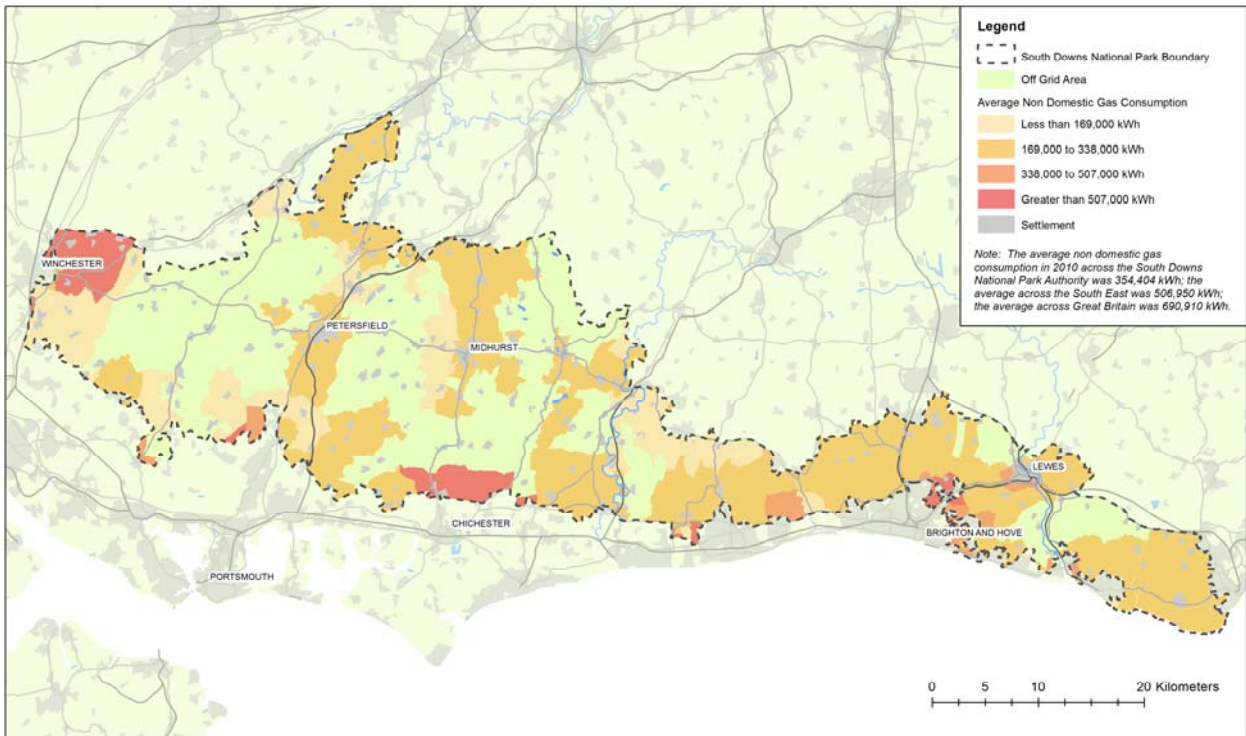 Legend
South Downs National Park Boundary
Off Grid Area
Average Non Domestic Gas Consumption
Less than 169,000 kWh
169,000 to 338,000 kWh
338,000 to 507,000 kWh
Greater than 507,000 kWh
Settlement
Note: The average non domestic gas
consumption in 2010 across the South Downs
National Park Authority was 354,404 kWh; the
average across the South East was 506,950 kWh;
the average across Great Britain was 690,910 kWh.
WINCHESTER
PETERSFIELD
MIDHURST
LEWES
CHICHESTER
BRIGHTON AND HOVE
PORTSMOUTH
0 5 10 20 Kilometers